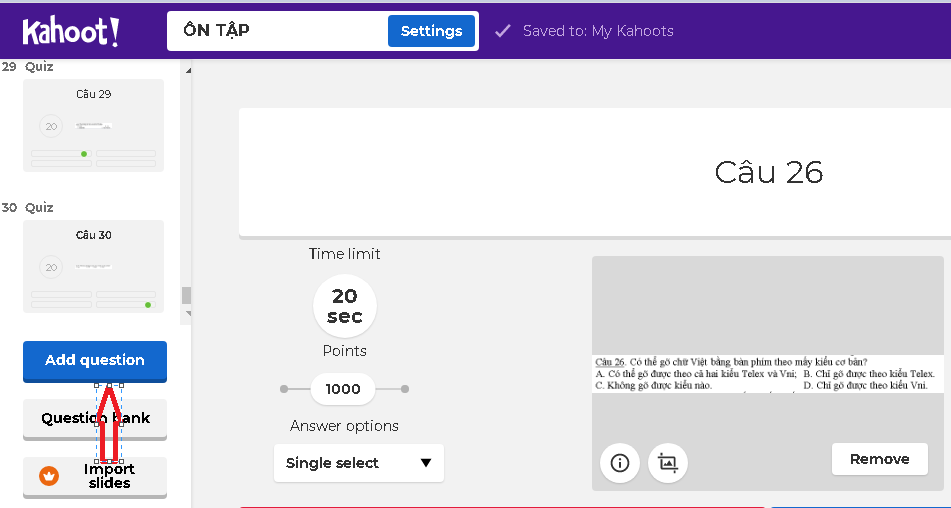 Kahoot!
ÔN TẬP
Settings
Saved to: My Kahoots
29 Quiz
Câu 29
20
30 Quiz
Câu 30
20
Add question
Question bank
Import
slides
Câu 26
Time limit
20
sec
Points
1000
Answer options
Single select
Câu 26. Có thể gõ chữ Việt bằng bàn phím theo mấy kiểu cơ bản?
A. Có thể gõ được theo cả hai kiểu Telex và Vni; B. Chỉ gõ được theo kiểu Telex.
C. Không gõ được kiểu nào. D. Chỉ gõ được theo kiểu Vni.
Remove